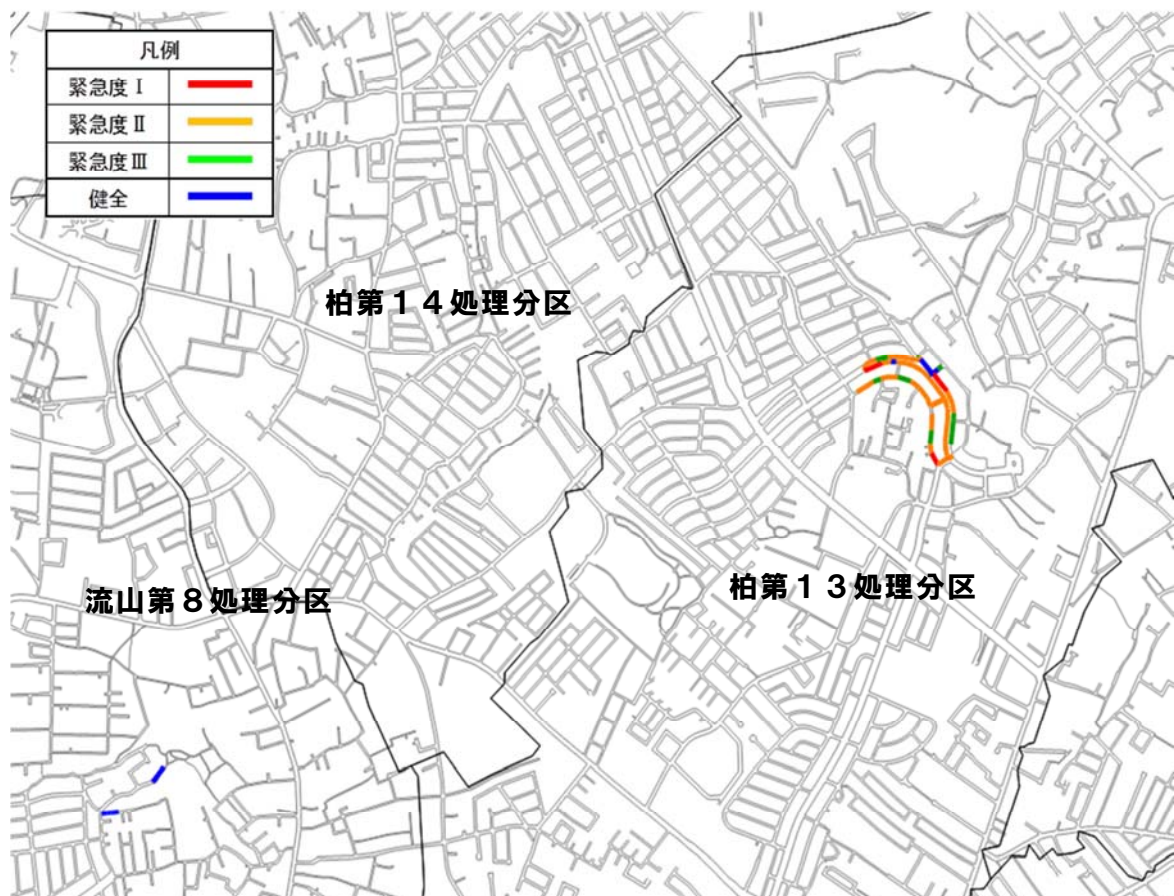 凡例
緊急度Ⅰ
緊急度Ⅱ
緊急度Ⅲ
健全
柏第１４処理分区
柏第１３処理分区
流山第８処理分区